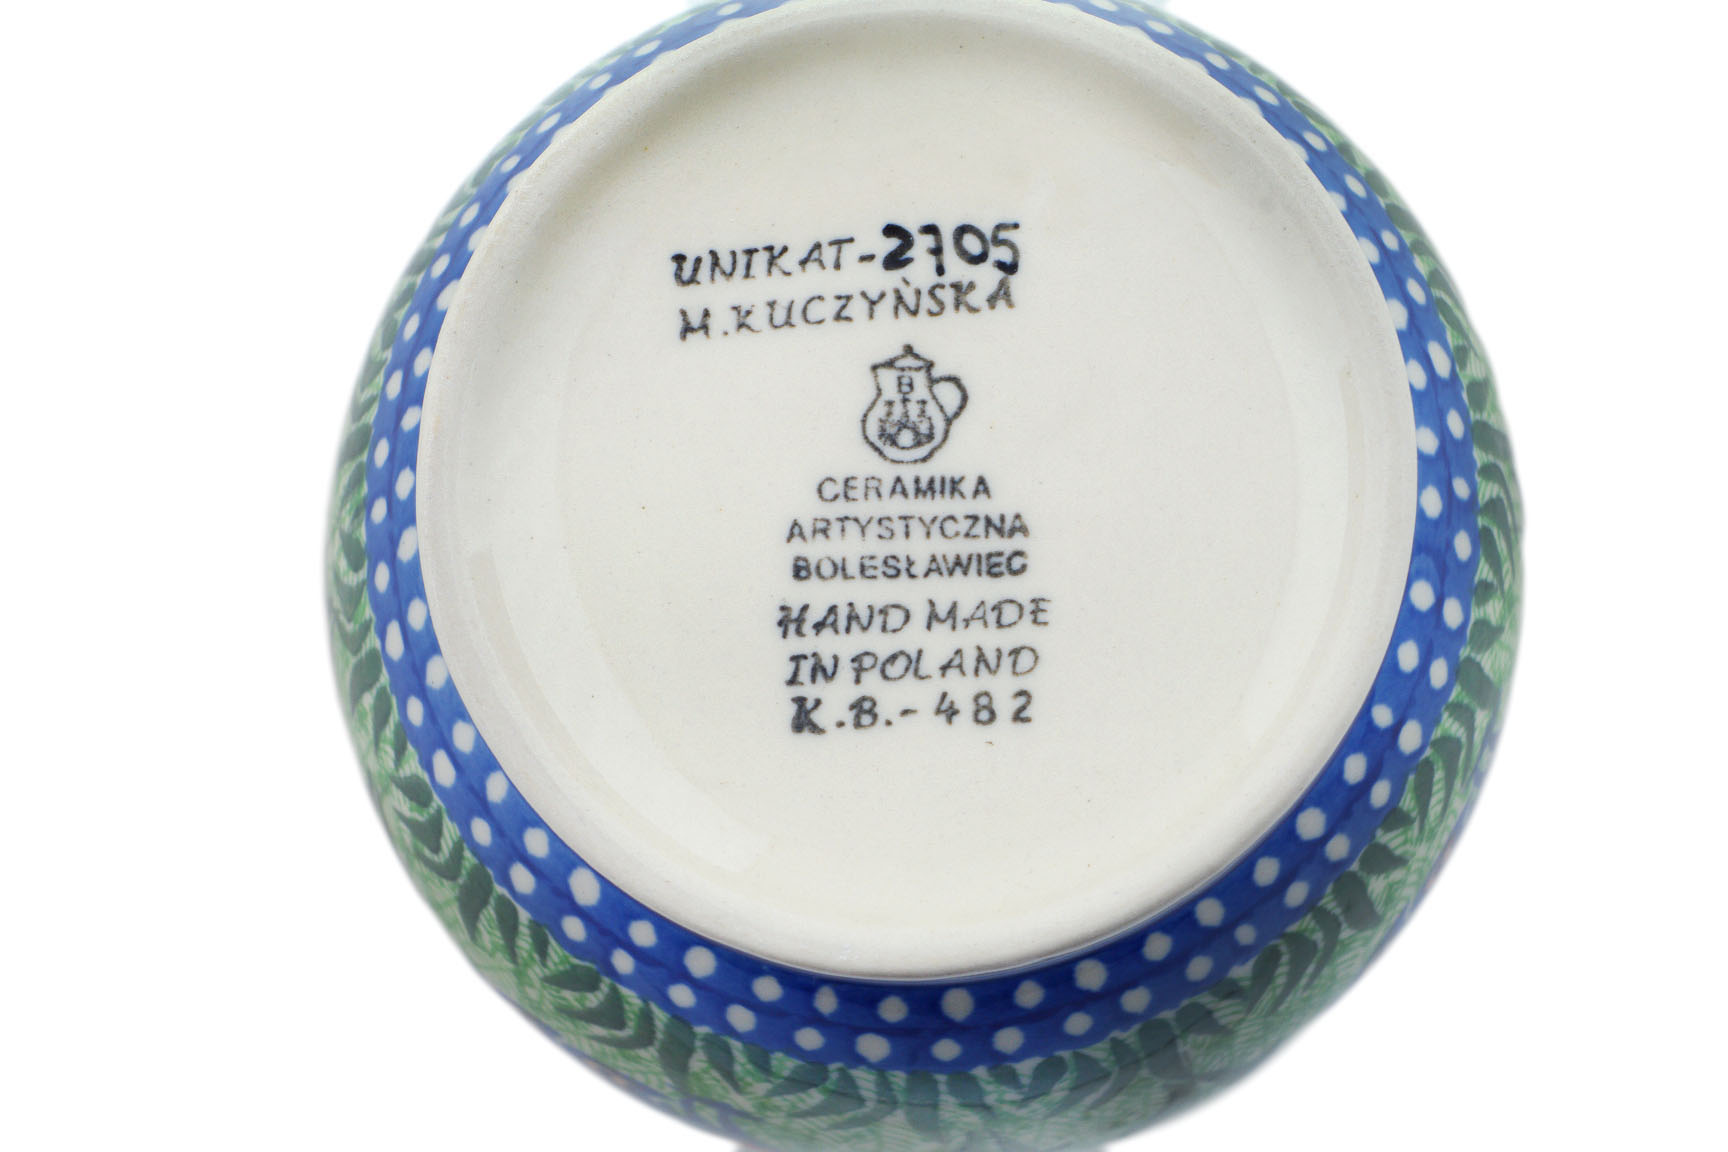 UNIKAT-2705
M.KUCZYŃSKA
B
CERAMIKA
ARTYSTYCZNA
BOLESŁAWIEC
HAND MADE
IN POLAND
K.B.-482